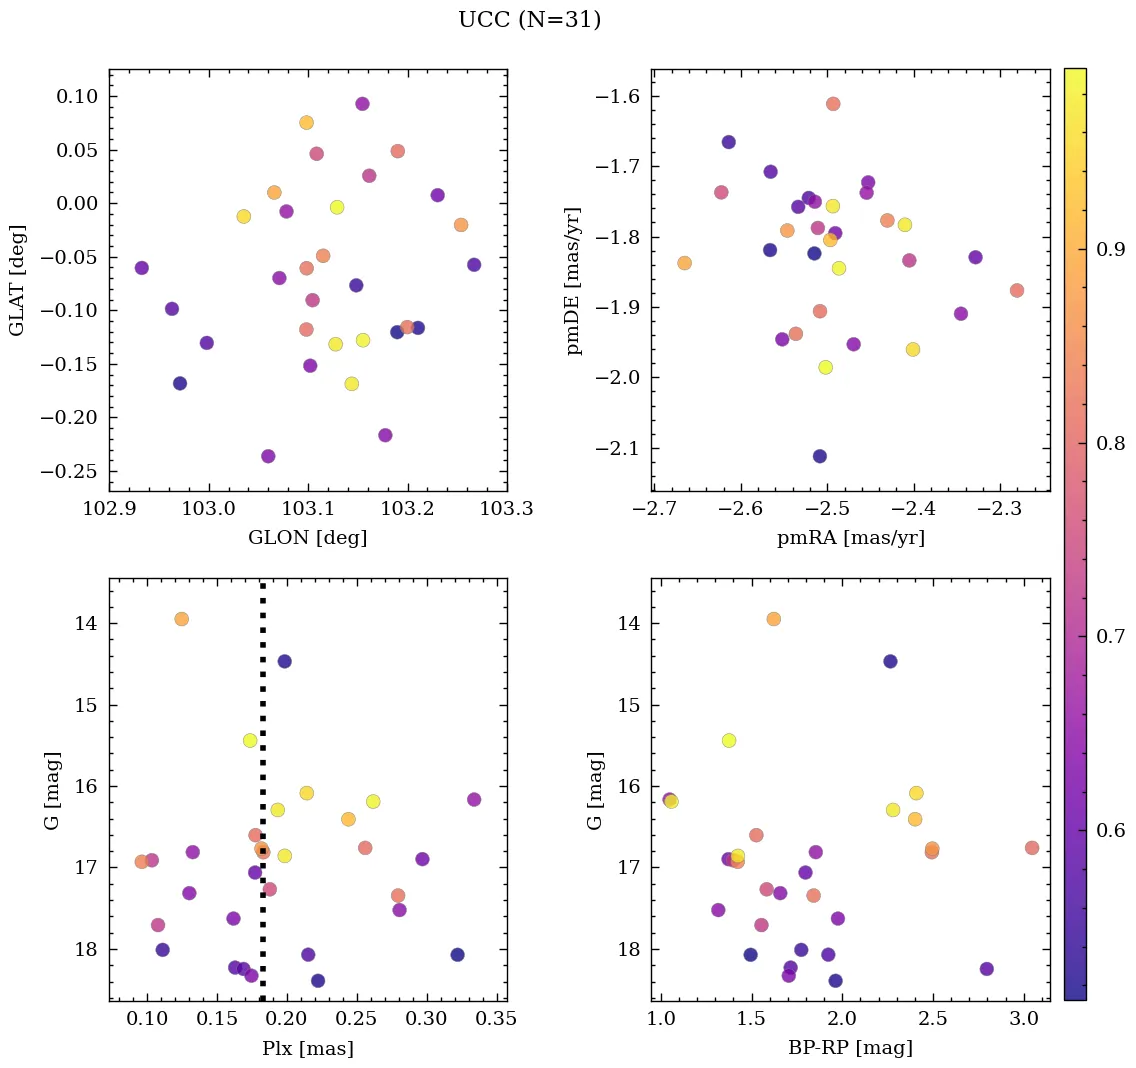 UCC (N=31)
0.10
0.05
0.00
−0.05
−0.10
−0.15
−0.20
−0.25
GLAT [deg]
102.9 103.0 103.1 103.2 103.3
GLON [deg]
−1.6
−1.7
−1.8
−1.9
−2.0
−2.1
pmDE [mas/yr]
−2.7 −2.6 −2.5 −2.4 −2.3
pmRA [mas/yr]
14
15
16
17
18
G [mag]
0.10 0.15 0.20 0.25 0.30 0.35
Plx [mas]
14
15
16
17
18
G [mag]
1.0 1.5 2.0 2.5 3.0
BP-RP [mag]
0.9
0.8
0.7
0.6